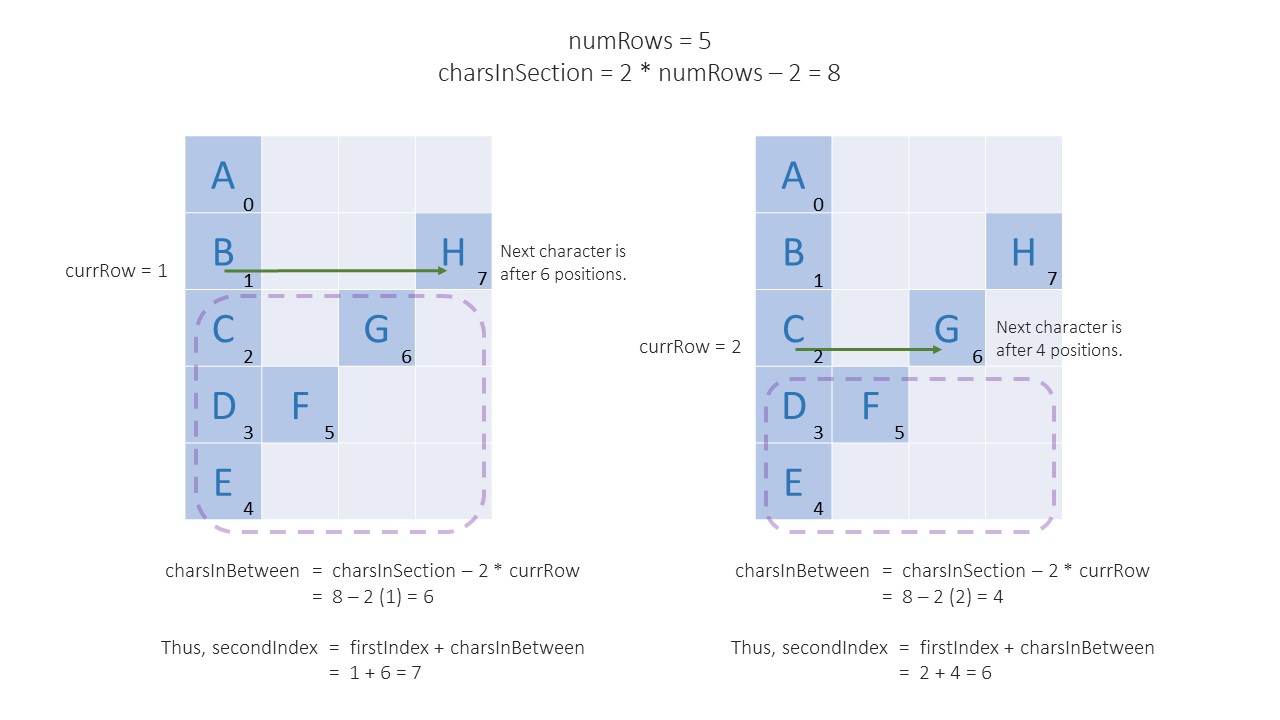 numRows = 5
charsInSection = 2 * numRows – 2 = 8
A
0
B
H
currRow = 1
1
7
Next character is
after 6 positions.
C
G
2
6
D
F
3
5
E
4
charsInBetween = charsInSection – 2 * currRow
= 8 – 2 (1) = 6
Thus, secondIndex = firstIndex + charsInBetween
= 1 + 6 = 7
A
0
B
H
1
7
currRow = 2
C
G
2
6
Next character is
after 4 positions.
D
F
3
5
E
4
charsInBetween = charsInSection – 2 * currRow
= 8 – 2 (2) = 4
Thus, secondIndex = firstIndex + charsInBetween
= 2 + 4 = 6